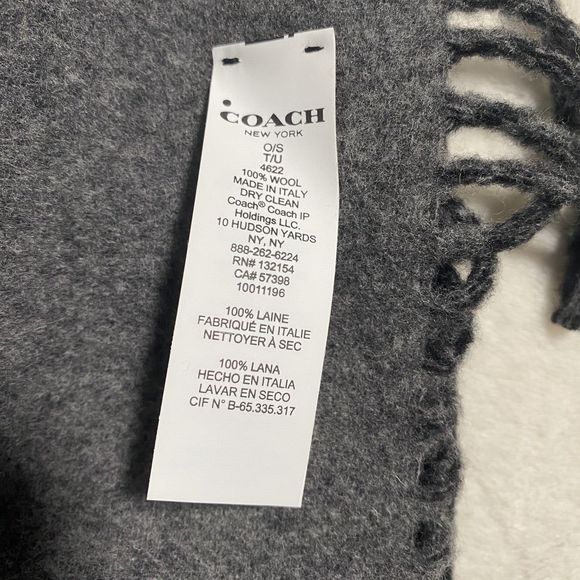 COACH
NEW YORK
O/S
T/U
4622
100% WOOL
MADE IN ITALY
DRY CLEAN
Coach® Coach IP
Holdings LLC.
10 HUDSON YARDS
NY, NY
888-262-6224
RN# 132154
CA# 57398
10011196
100% LAINE
FABRIQUÉ EN ITALIE
NETTOYER À SEC
100% LANA
HECHO EN ITALIA
LAVAR EN SECO
CIF N° B-65.335.317